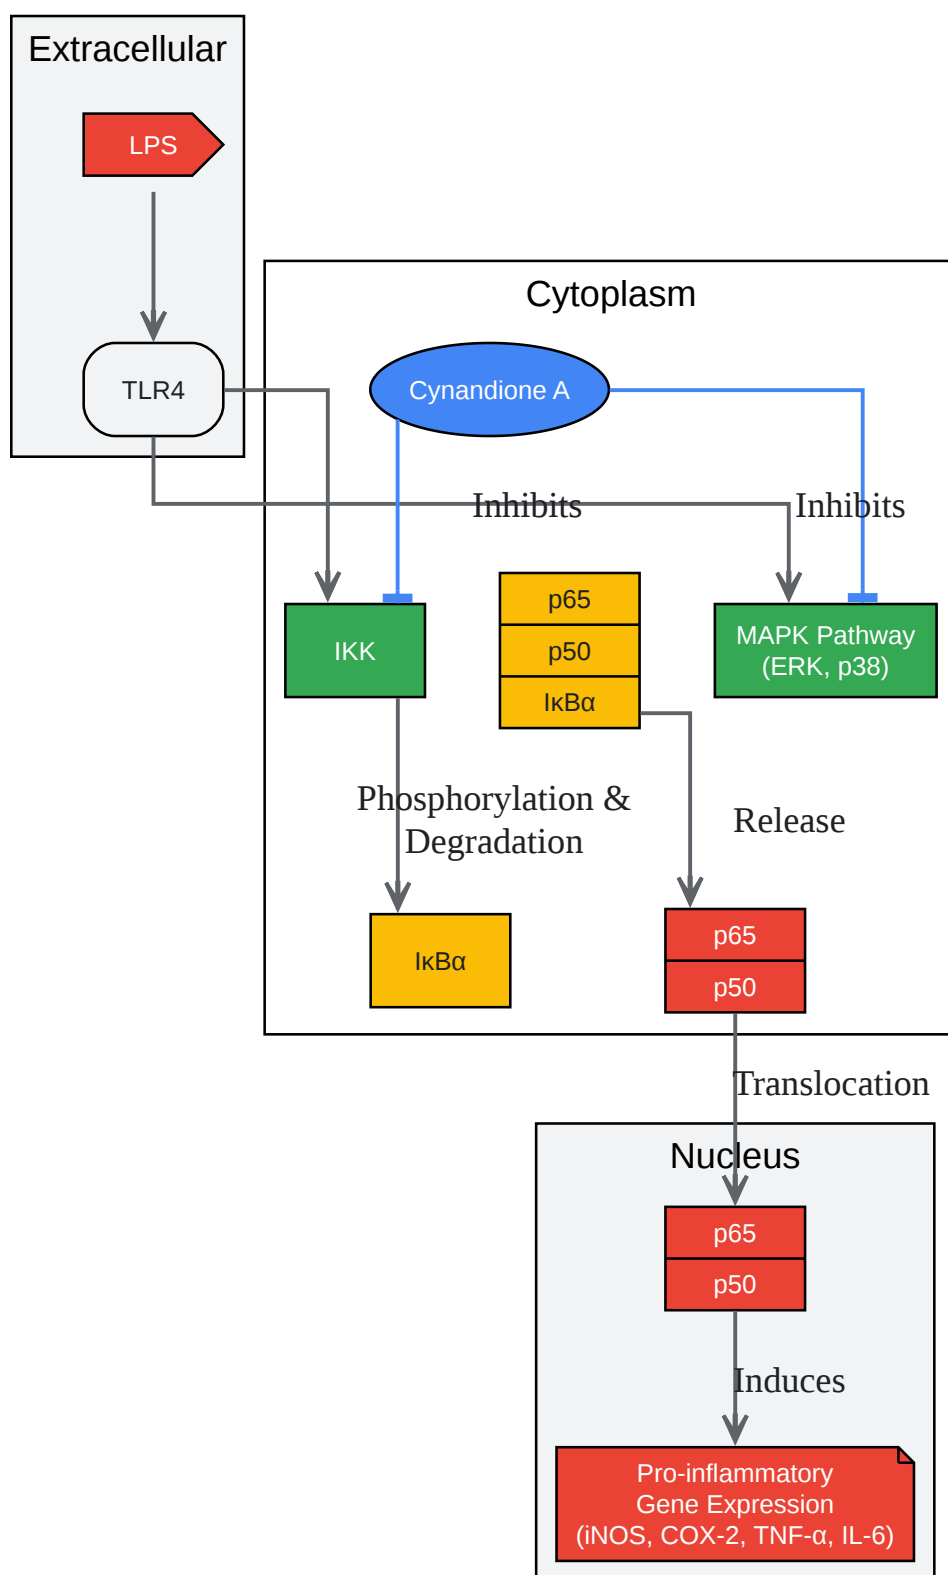 Extracellular
LPS
TLR4
Cytoplasm
Cynandione A
Inhibits
Inhibits
IKK
p65
p50
IκBα
MAPK Pathway
(ERK, p38)
Phosphorylation &
Degradation
Release
IκBα
p65
p50
Translocation
Nucleus
p65
p50
Induces
Pro-inflammatory
Gene Expression
(iNOS, COX-2, TNF-α, IL-6)